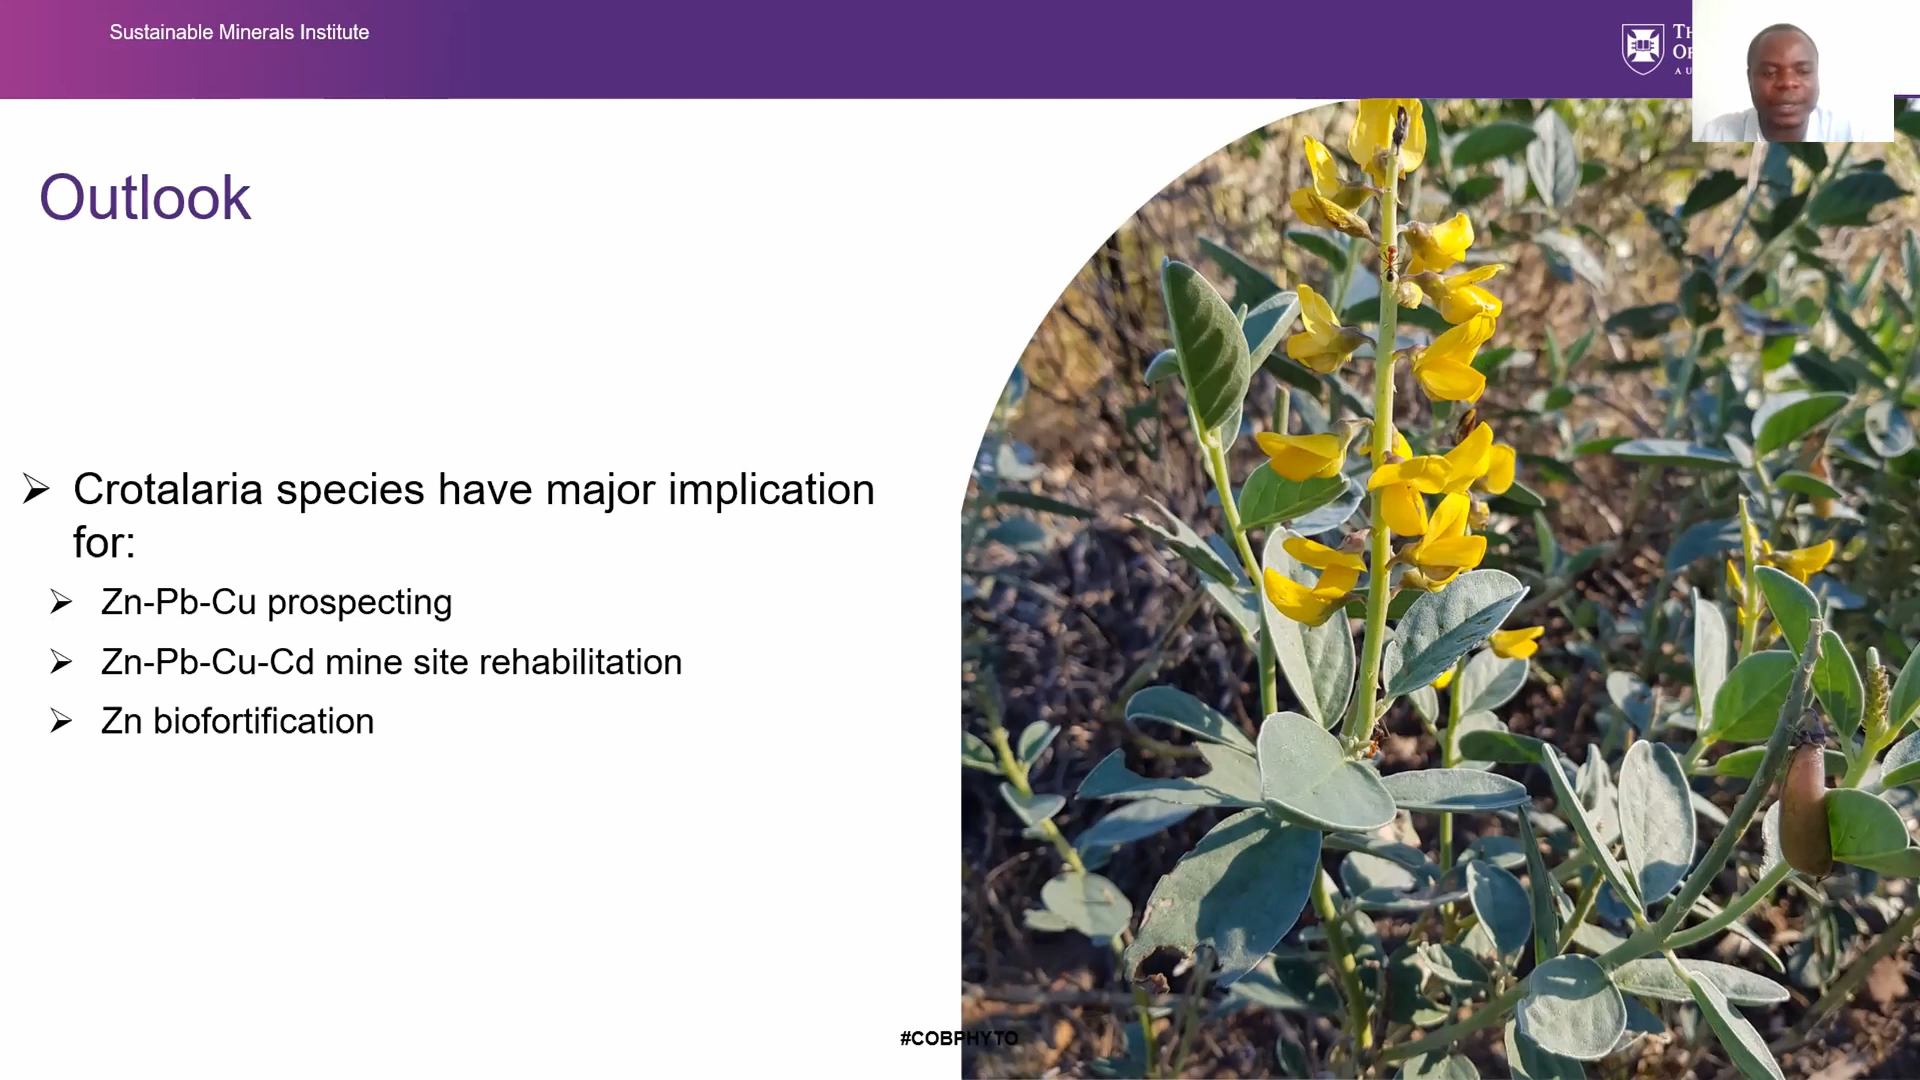 Sustainable Minerals Institute
Outlook
➢ Crotalaria species have major implication
for:
➢ Zn-Pb-Cu prospecting
➢ Zn-Pb-Cu-Cd mine site rehabilitation
➢ Zn biofortification
#COBPHYTO